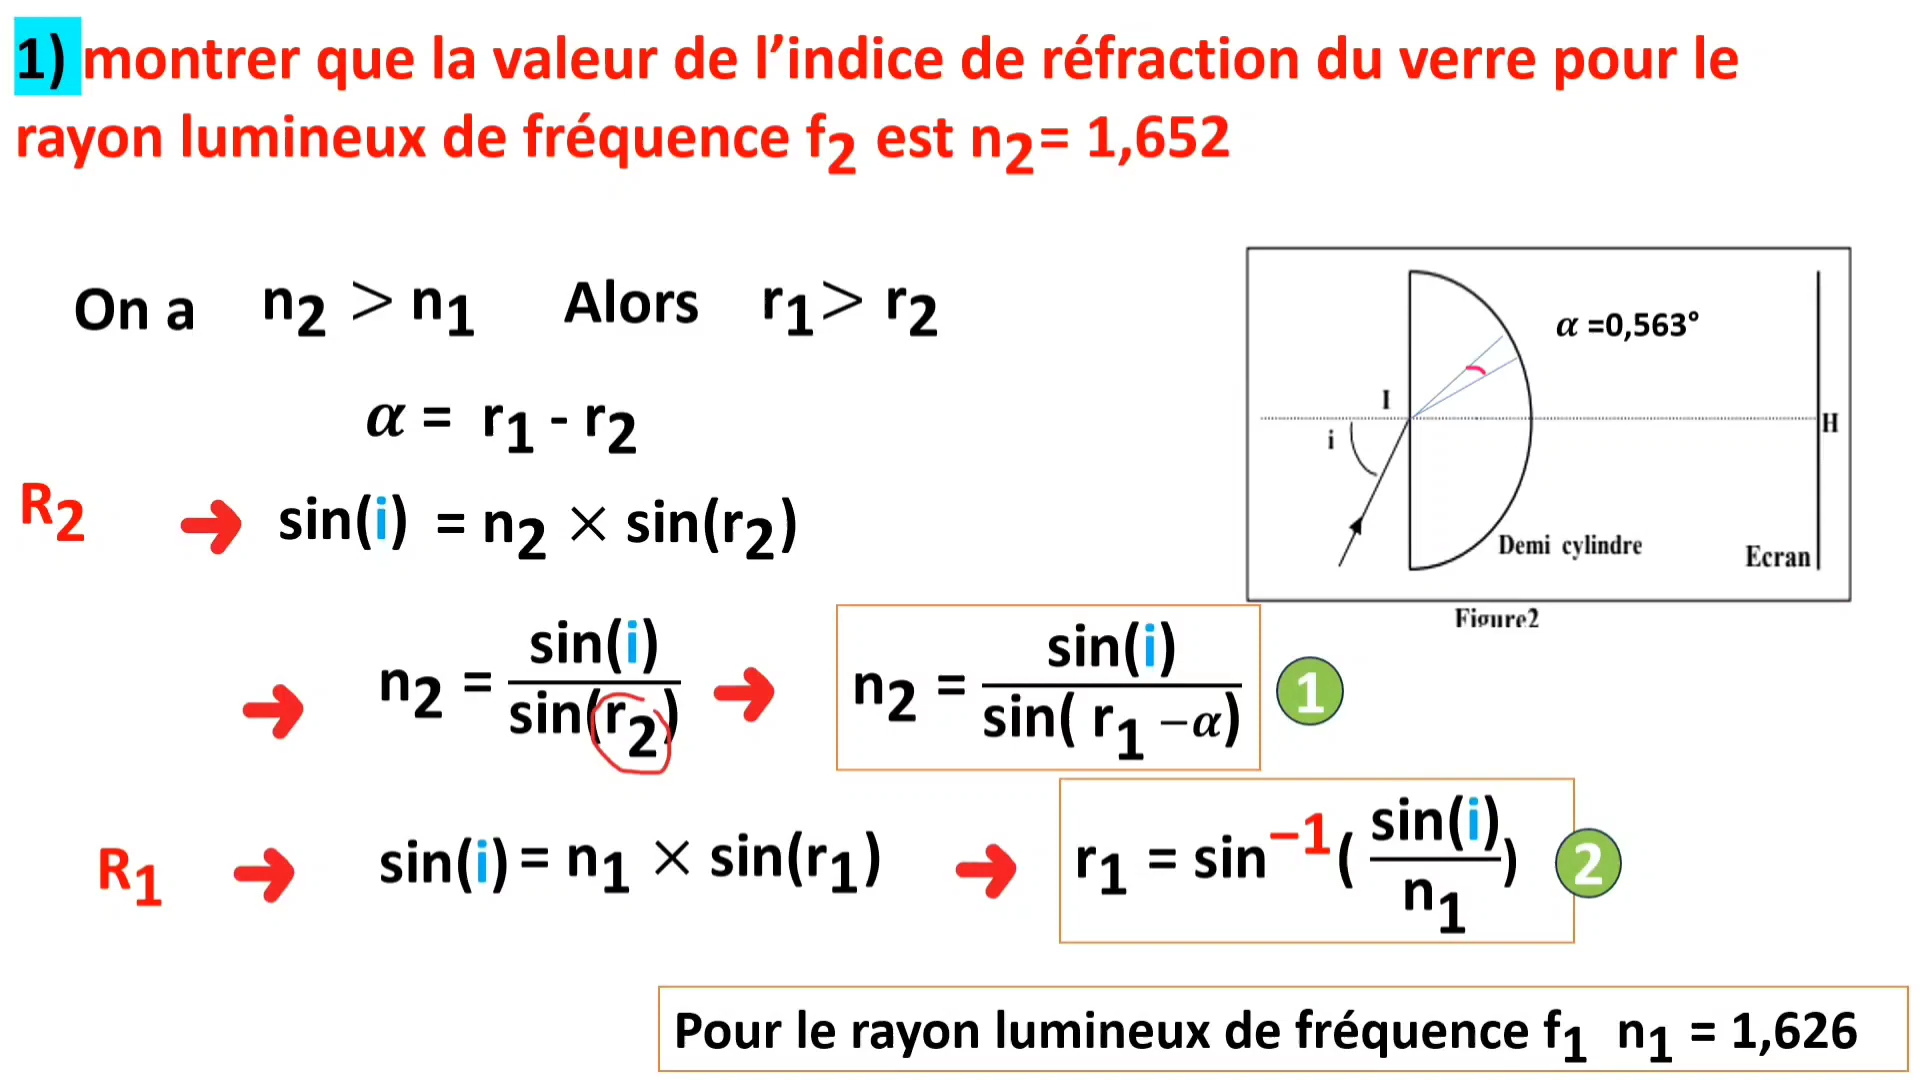 1) montrer que la valeur de l’indice de réfraction du verre pour le
rayon lumineux de fréquence f₂ est n₂= 1,652
On a n₂ > n₁ Alors r₁> r₂
α = r₁ - r₂
R₂ ➜ sin(i) = n₂ × sin(r₂)
➜ n₂ = sin(i) / sin(r₂) ➜ n₂ = sin(i) / sin( r₁ −α) 1
R₁ ➜ sin(i) = n₁ × sin(r₁) ➜ r₁ = sin⁻¹( sin(i) / n₁ ) 2
Pour le rayon lumineux de fréquence f₁ n₁ = 1,626
α =0,563°
I
i
H
Demi cylindre
Ecran
Figure2